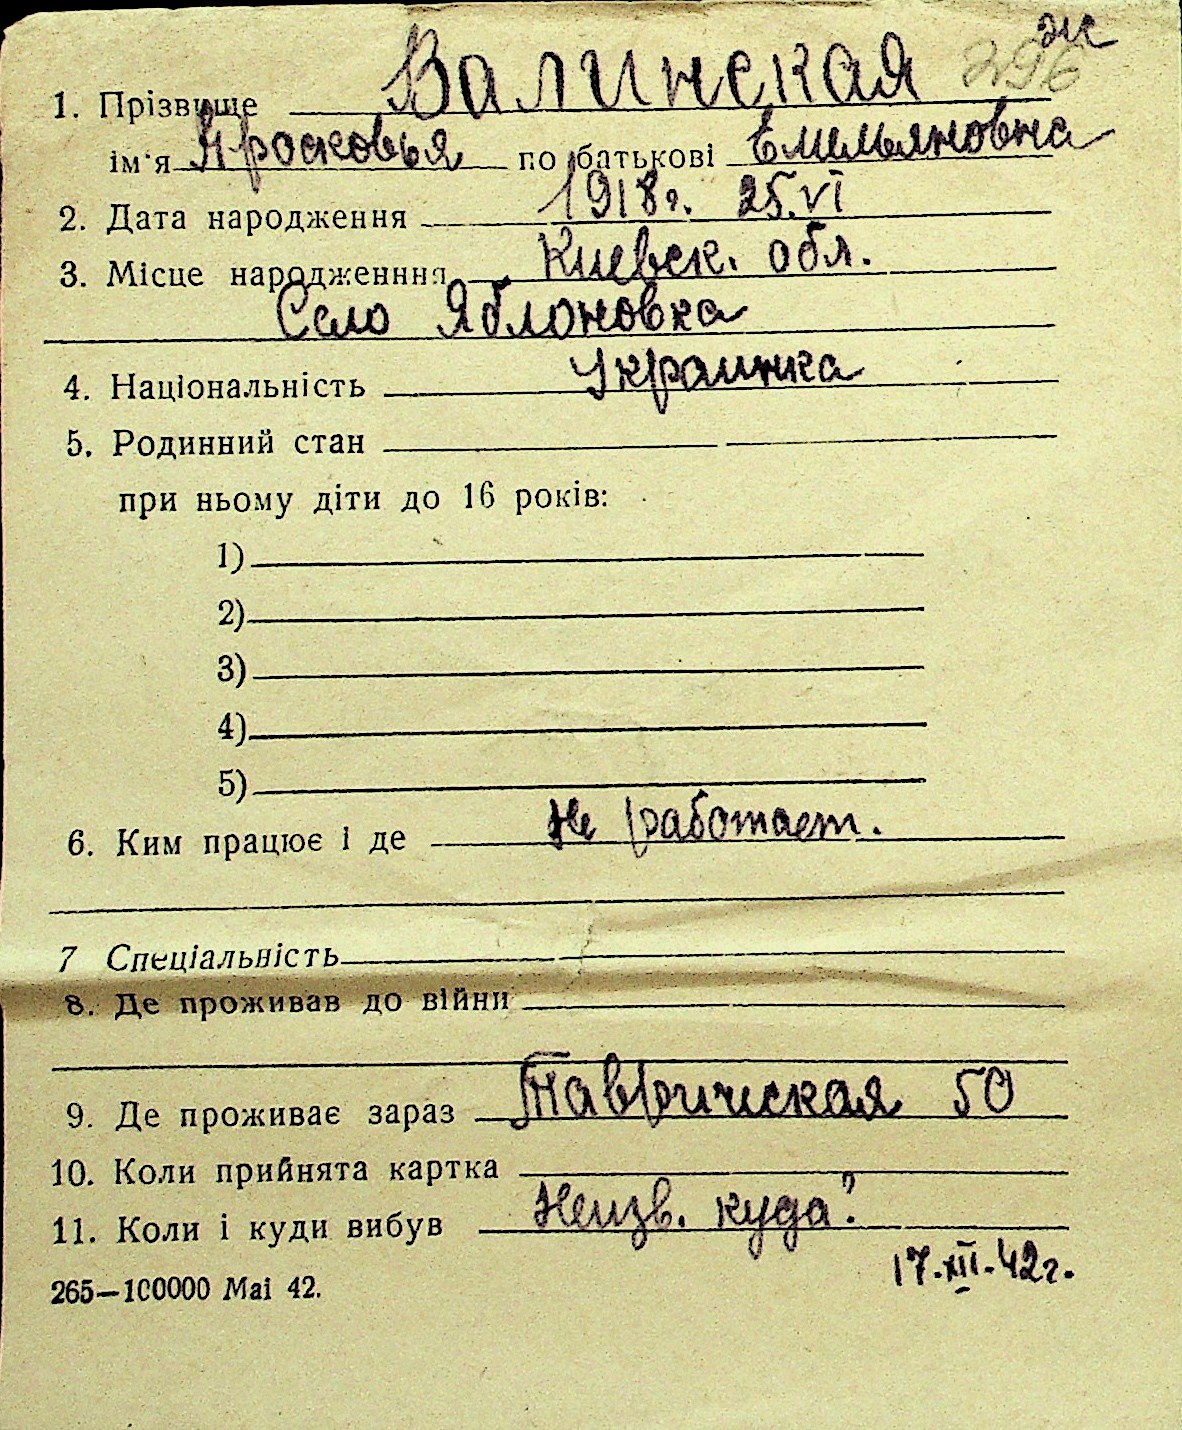 ж
296
1. Прізвище Валинская
ім'я Просковья по батькові Емельяновна
2. Дата народження 1918г. 25.VI
3. Місце народженння Киевск. обл.
Село Яблоновка
4. Національність Украинка
5. Родинний стан
при ньому діти до 16 років:
1)
2)
3)
4)
5)
6. Ким працює і де Не работает.
7 Спеціальність
8. Де проживав до війни
9. Де проживає зараз Таврическая 50
10. Коли прийнята картка
11. Коли і куди вибув Неизв. куда?
17.XII.42г.
265—100000 Маі 42.